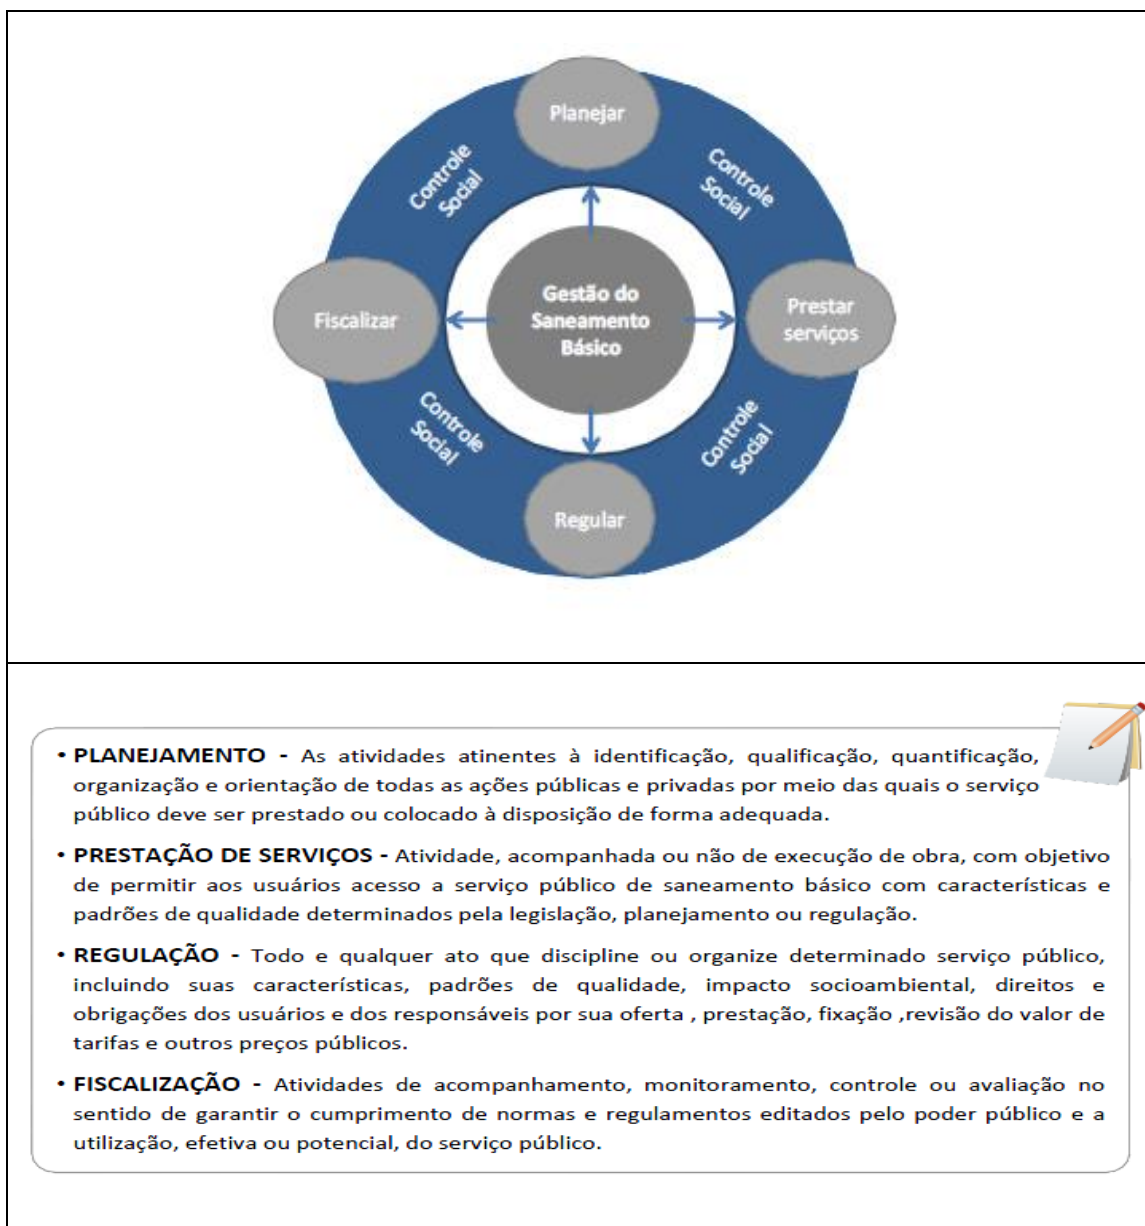 Planejar
Controle
Social
Controle
Social
Fiscalizar
Gestão do
Saneamento
Básico
Prestar
serviços
Controle
Social
Controle
Social
Regular
• PLANEJAMENTO - As atividades atinentes à identificação, qualificação, quantificação,
organização e orientação de todas as ações públicas e privadas por meio das quais o serviço
público deve ser prestado ou colocado à disposição de forma adequada.
• PRESTAÇÃO DE SERVIÇOS - Atividade, acompanhada ou não de execução de obra, com objetivo
de permitir aos usuários acesso a serviço público de saneamento básico com características e
padrões de qualidade determinados pela legislação, planejamento ou regulação.
• REGULAÇÃO - Todo e qualquer ato que discipline ou organize determinado serviço público,
incluindo suas características, padrões de qualidade, impacto socioambiental, direitos e
obrigações dos usuários e dos responsáveis por sua oferta , prestação, fixação ,revisão do valor de
tarifas e outros preços públicos.
• FISCALIZAÇÃO - Atividades de acompanhamento, monitoramento, controle ou avaliação no
sentido de garantir o cumprimento de normas e regulamentos editados pelo poder público e a
utilização, efetiva ou potencial, do serviço público.